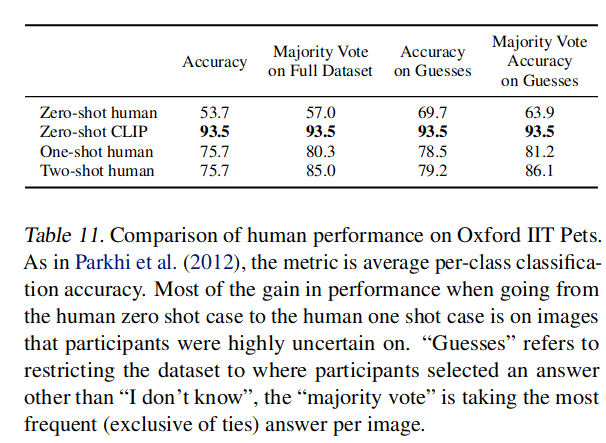 Accuracy Majority Vote on Full Dataset Accuracy on Guesses Majority Vote Accuracy on Guesses
Zero-shot human 53.7 57.0 69.7 63.9
Zero-shot CLIP 93.5 93.5 93.5 93.5
One-shot human 75.7 80.3 78.5 81.2
Two-shot human 75.7 85.0 79.2 86.1
Table 11. Comparison of human performance on Oxford IIT Pets.
As in Parkhi et al. (2012), the metric is average per-class classifica-
tion accuracy. Most of the gain in performance when going from
the human zero shot case to the human one shot case is on images
that participants were highly uncertain on. “Guesses” refers to
restricting the dataset to where participants selected an answer
other than “I don’t know”, the “majority vote” is taking the most
frequent (exclusive of ties) answer per image.